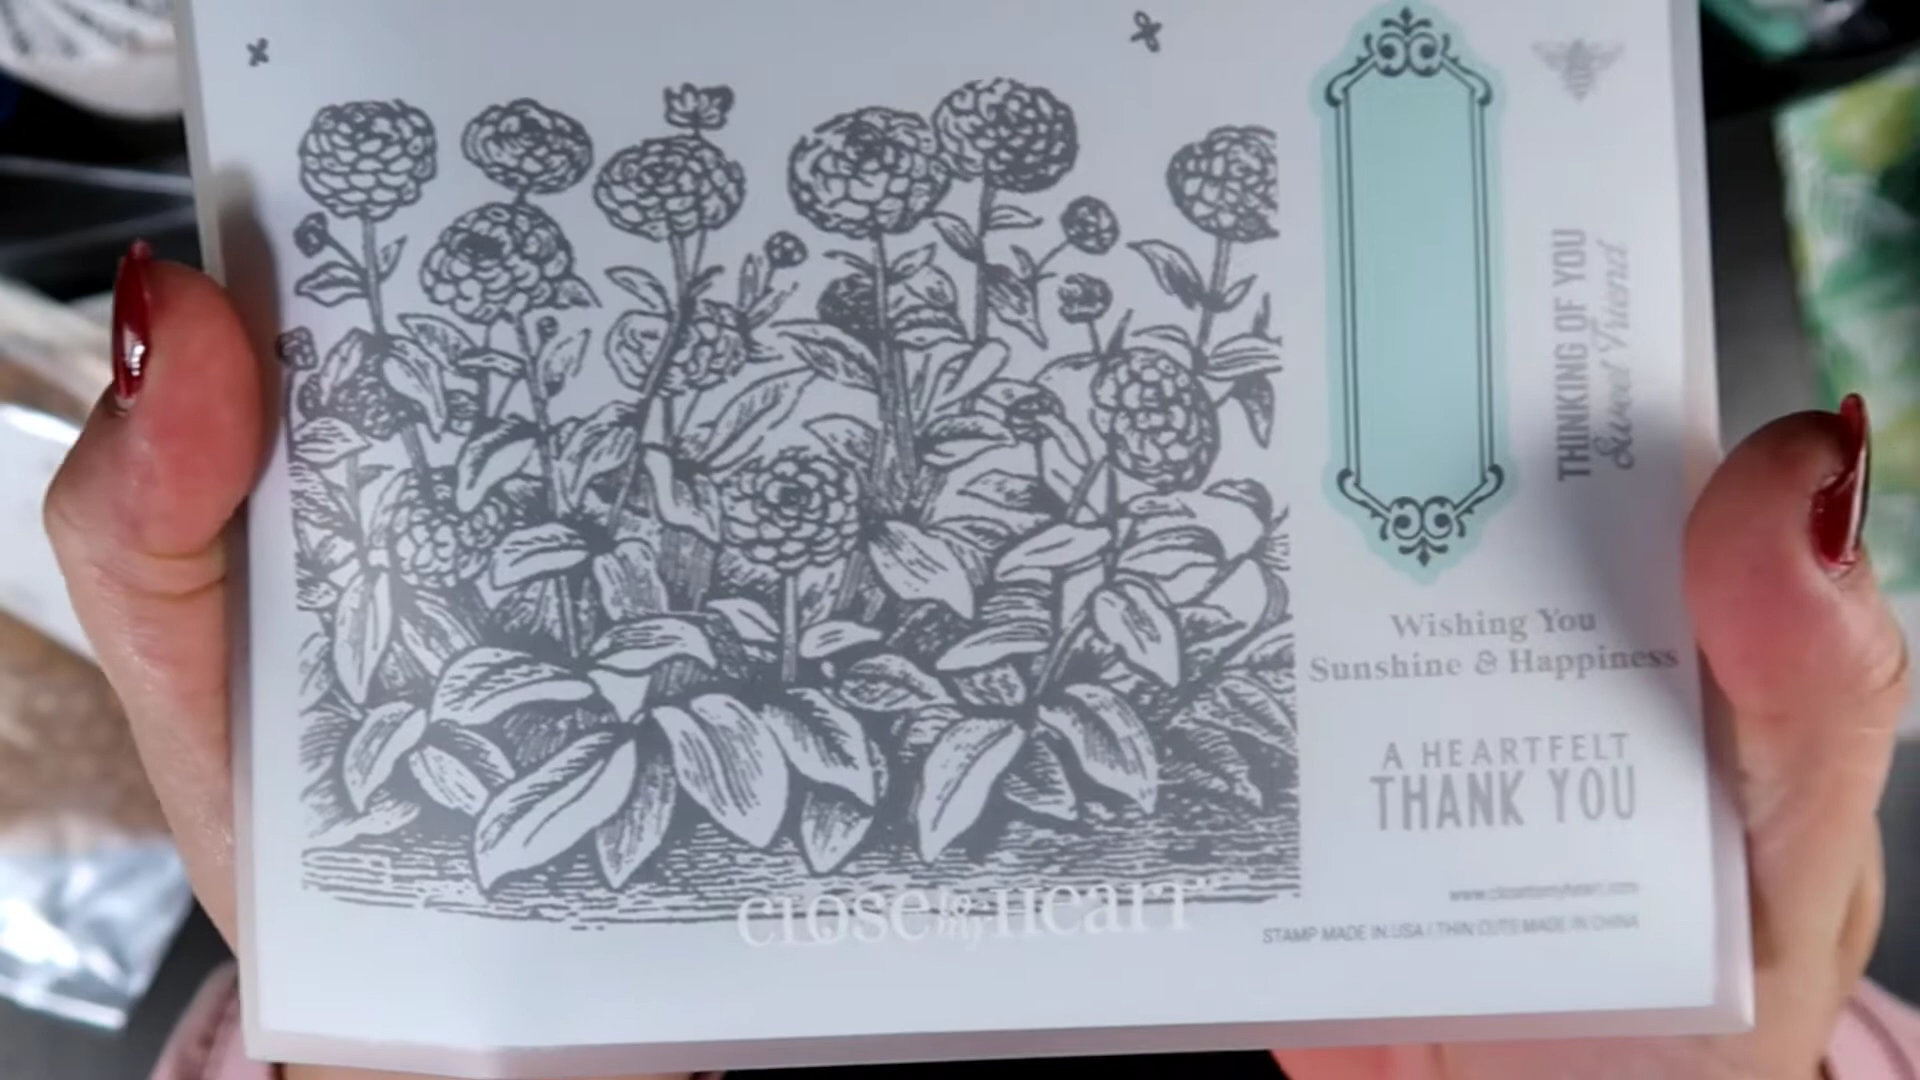 THINKING OF YOU
Sweet Friend
Wishing You
Sunshine & Happiness
A HEARTFELT
THANK YOU
www.closetomyheart.com
close to my Heart™
STAMP MADE IN USA / THIN CUTS MADE IN CHINA